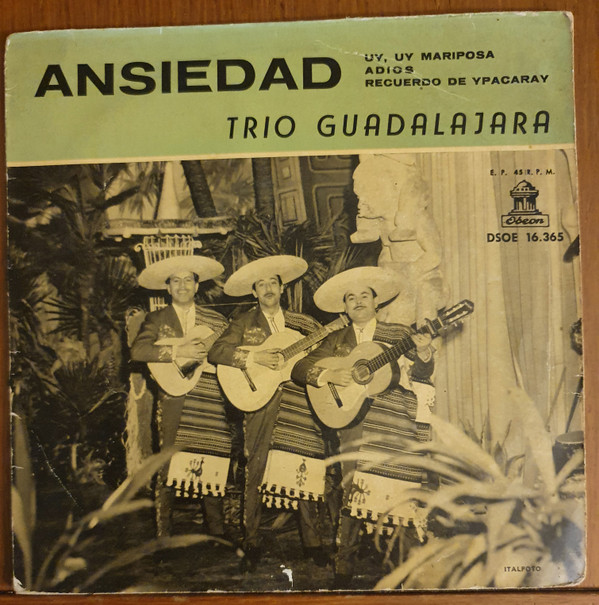 ANSIEDAD
UY, UY MARIPOSA
ADIOS
RECUERDO DE YPACARAY
TRIO GUADALAJARA
E. P. 45 R. P. M.
Odeon
DSOE 16.365
ITALFOTO